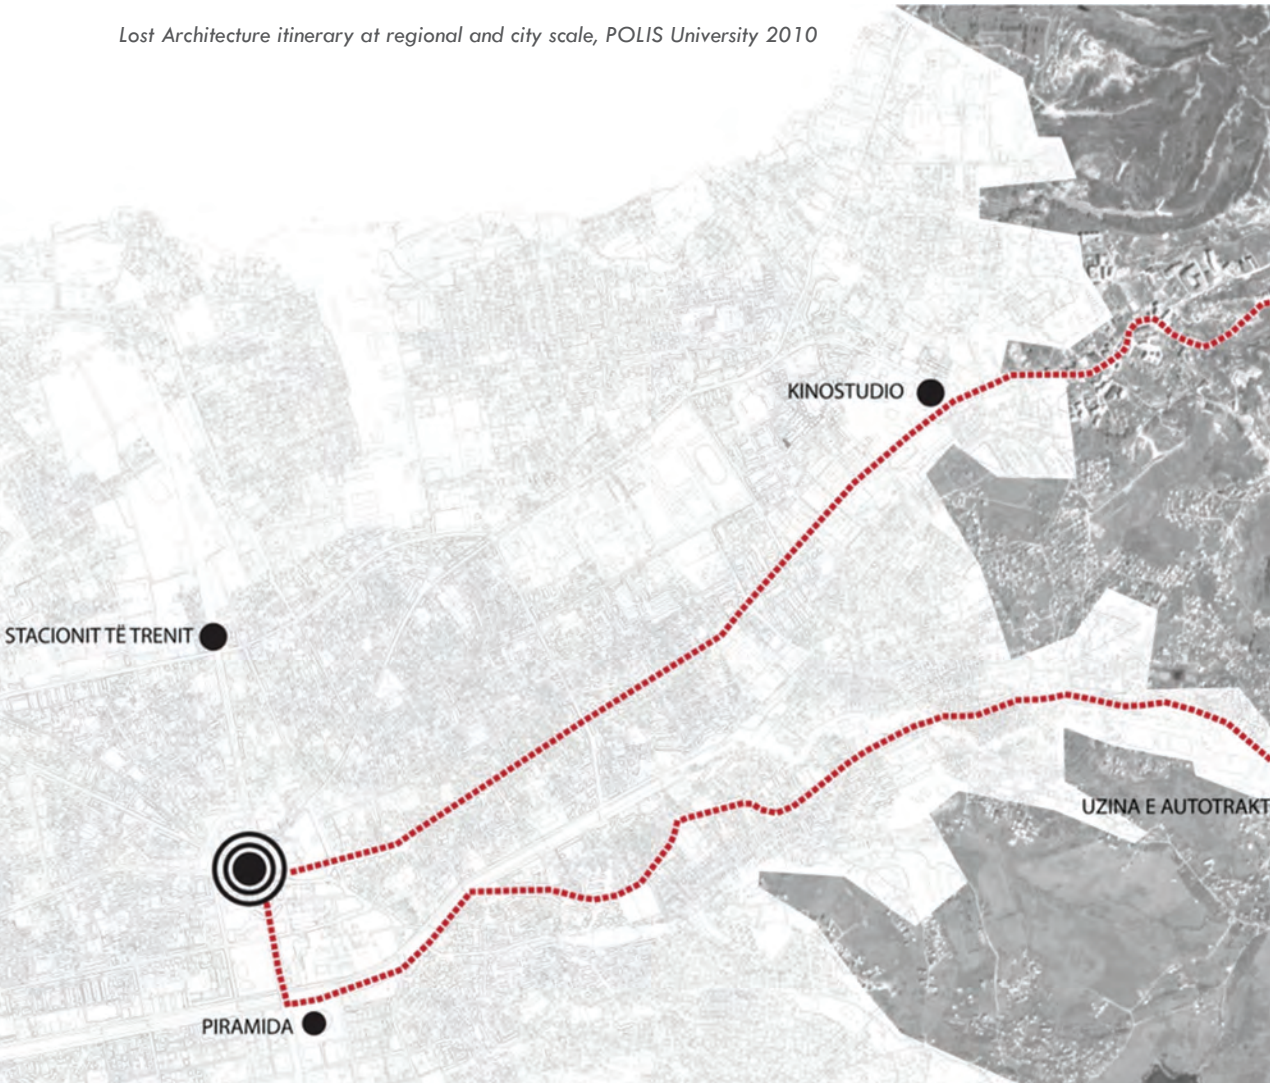 Lost Architecture itinerary at regional and city scale, POLIS University 2010
KINOSTUDIO
STACIONIT TË TRENIT
UZINA E AUTOTRAKT
PIRAMIDA